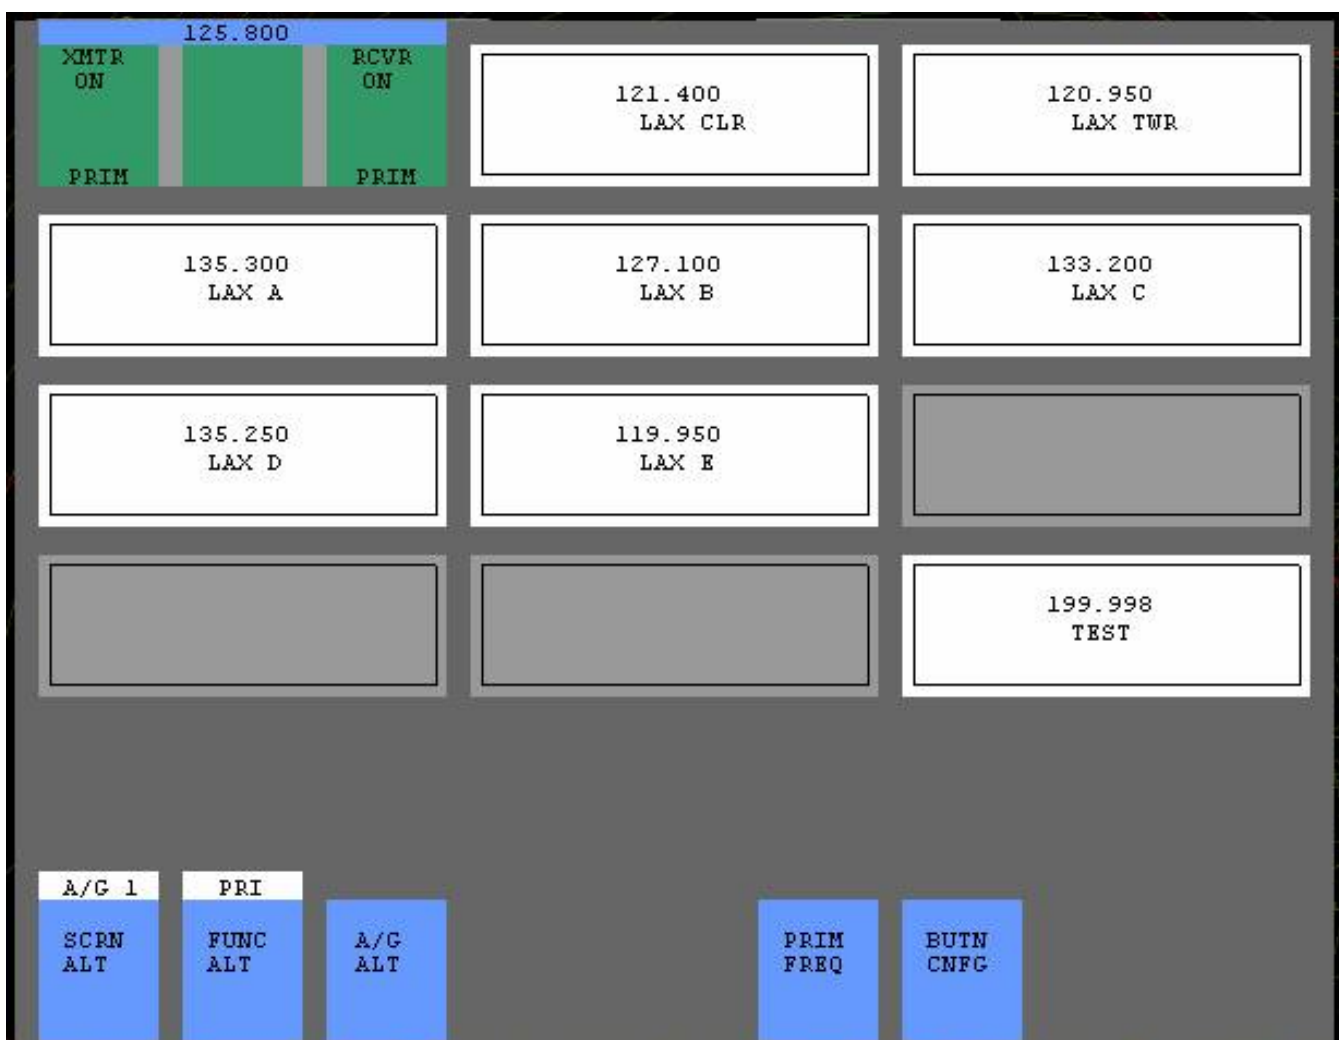 125.800
XMTR
ON
PRIM
RCVR
ON
PRIM
121.400
LAX CLR
120.950
LAX TWR
135.300
LAX A
127.100
LAX B
133.200
LAX C
135.250
LAX D
119.950
LAX E
199.998
TEST
A/G 1
SCRN
ALT
PRI
FUNC
ALT
A/G
ALT
PRIM
FREQ
BUTN
CNFG